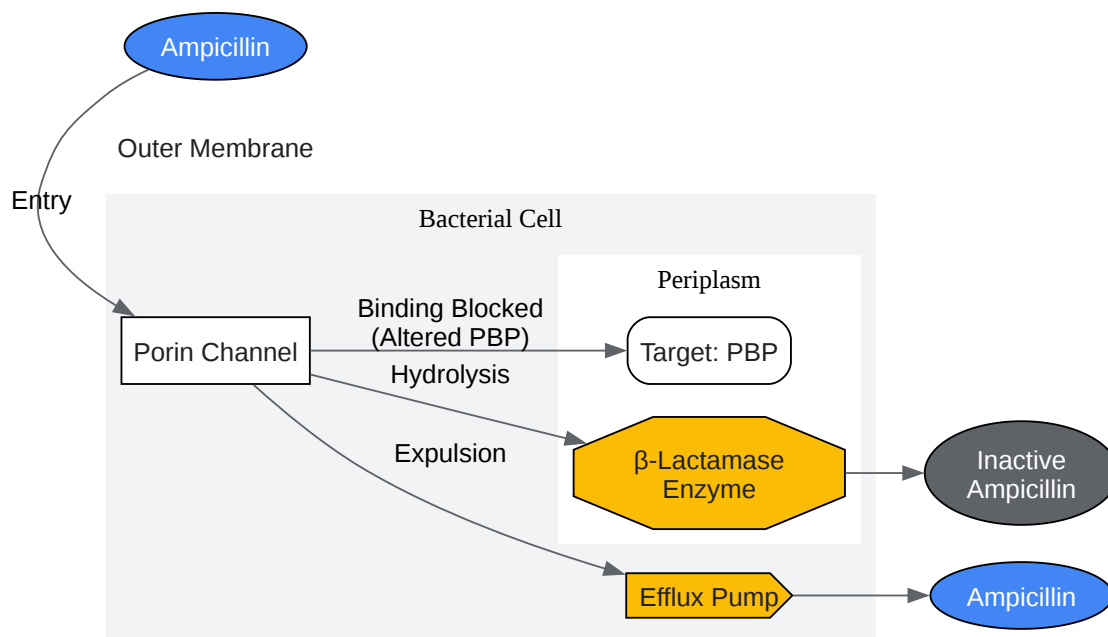 Ampicillin
Outer Membrane
Entry
Bacterial Cell
Periplasm
Binding Blocked
(Altered PBP)
Porin Channel
Target: PBP
Hydrolysis
Expulsion
β-Lactamase
Enzyme
Inactive
Ampicillin
Efflux Pump
Ampicillin